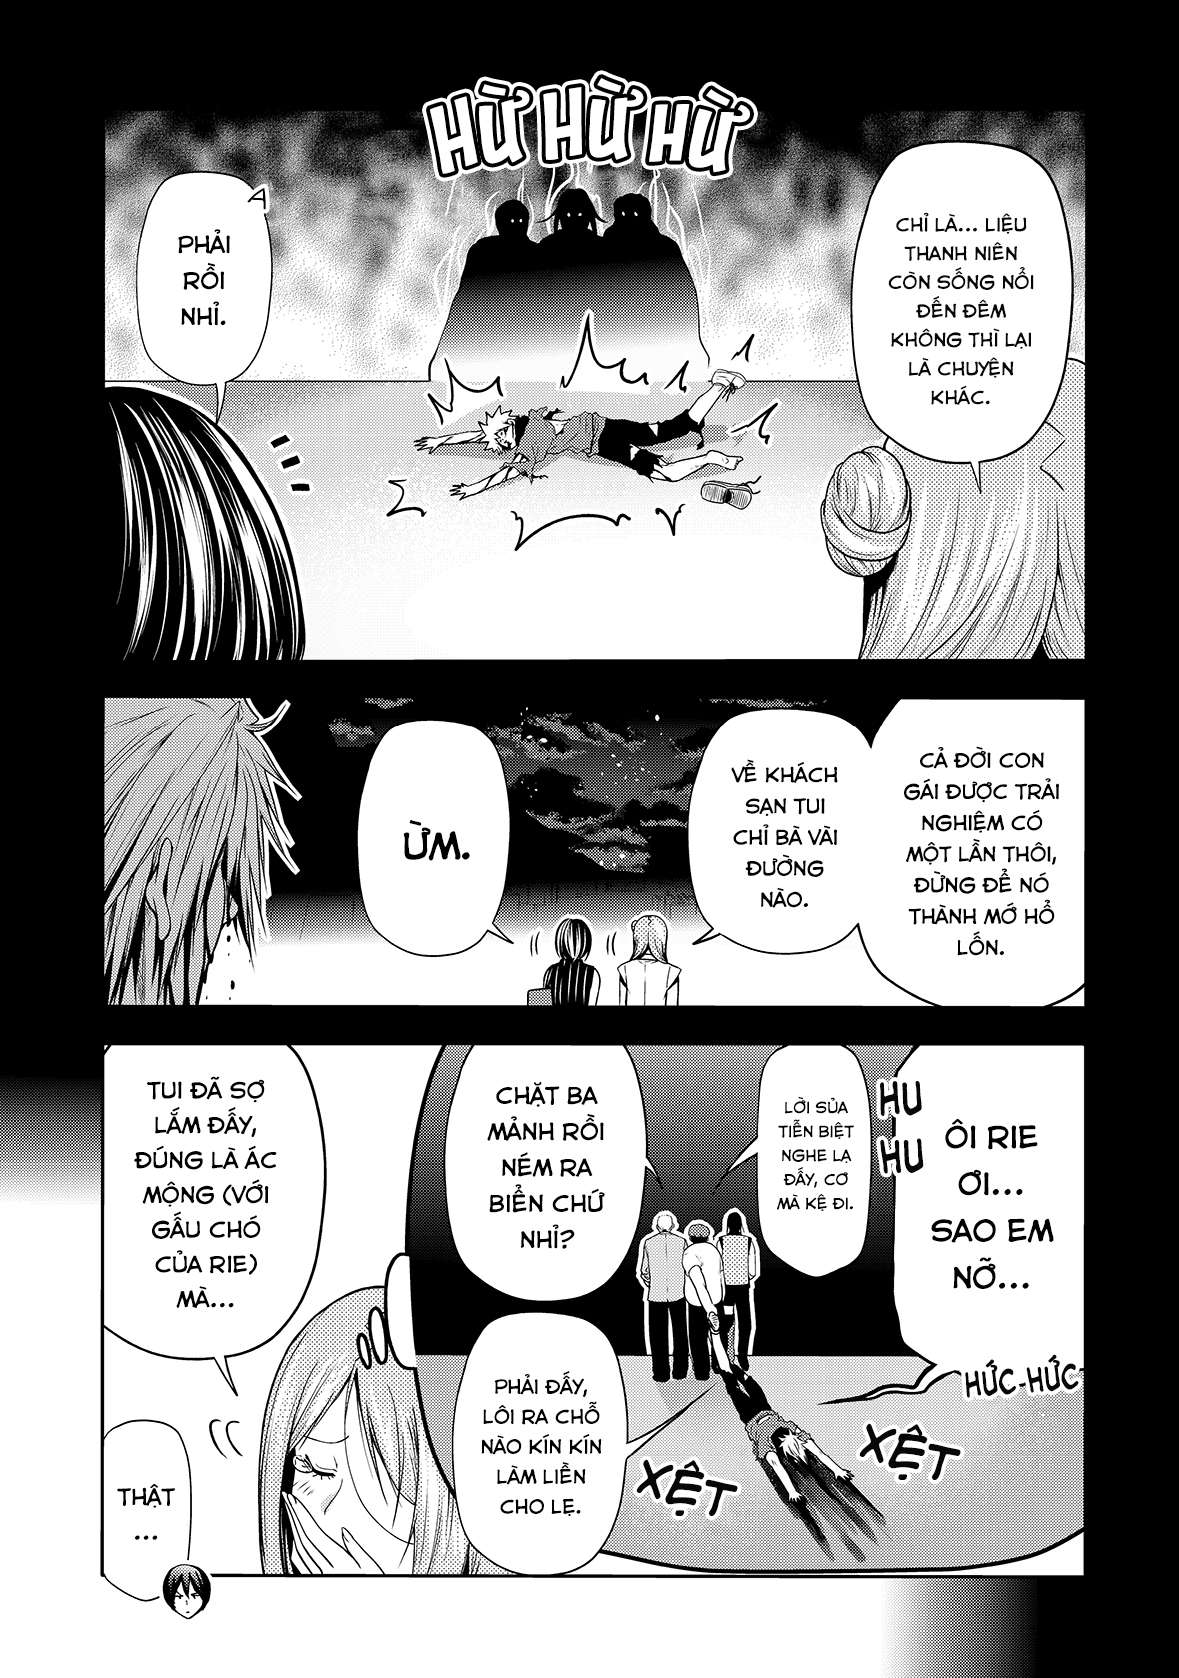 HỪ HỪ HỪ
CHỈ LÀ... LIỆU
THANH NIÊN
CÒN SỐNG NỔI
ĐẾN ĐÊM
KHÔNG THÌ LẠI
LÀ CHUYỆN
KHÁC.
A
PHẢI
RỒI
NHỈ.
CẢ ĐỜI CON
GÁI ĐƯỢC TRẢI
NGHIỆM CÓ
MỘT LẦN THÔI,
ĐỪNG ĐỂ NÓ
THÀNH MỚ HỔ
LỐN.
VỀ KHÁCH
SẠN TUI
CHỈ BÀ VÀI
ĐƯỜNG
NÀO.
ỪM.
HU
HU
ÔI RIE
ƠI...
SAO EM
NỠ...
HỨC-HỨC-
LỜI SỦA
TIỄN BIỆT
NGHE LẠ
ĐẤY, CƠ
MÀ KỆ ĐI.
CHẶT BA
MẢNH RỒI
NÉM RA
BIỂN CHỨ
NHỈ?
PHẢI ĐẤY,
LÔI RA CHỖ
NÀO KÍN KÍN
LÀM LIỀN
CHO LẸ.
XỆT
XỆT
TUI ĐÃ SỢ
LẮM ĐẤY,
ĐÚNG LÀ ÁC
MỘNG (VỚI
GẤU CHÓ
CỦA RIE)
MÀ...
THẬT
...